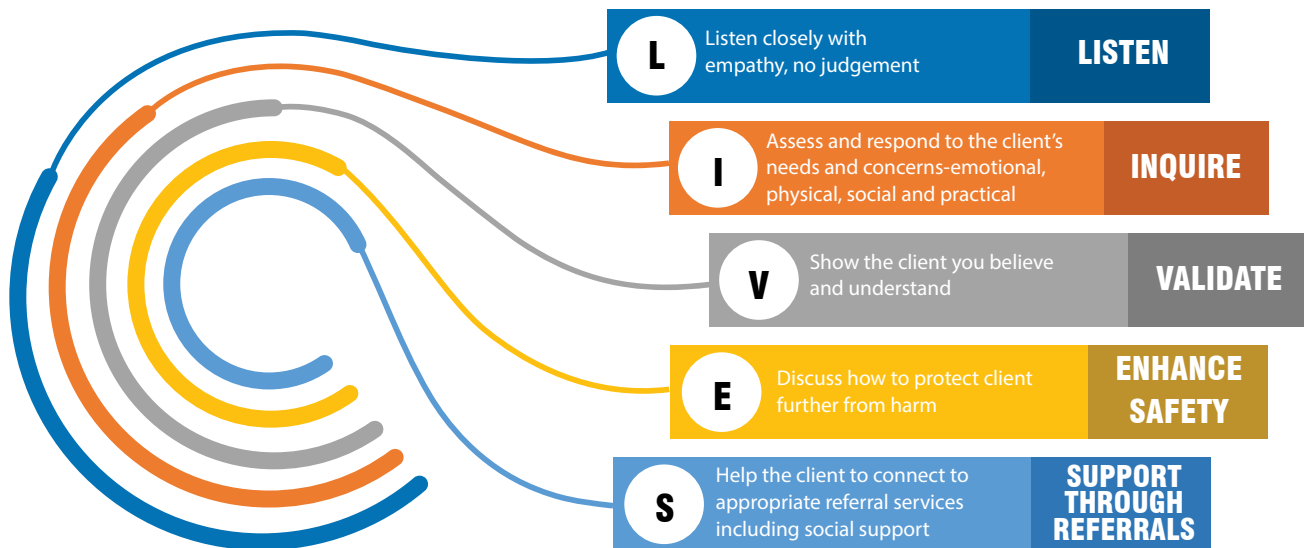 L
Listen closely with
empathy, no judgement
LISTEN
I
Assess and respond to the client’s
needs and concerns-emotional,
physical, social and practical
INQUIRE
V
Show the client you believe
and understand
VALIDATE
E
Discuss how to protect client
further from harm
ENHANCE
SAFETY
S
Help the client to connect to
appropriate referral services
including social support
SUPPORT
THROUGH
REFERRALS